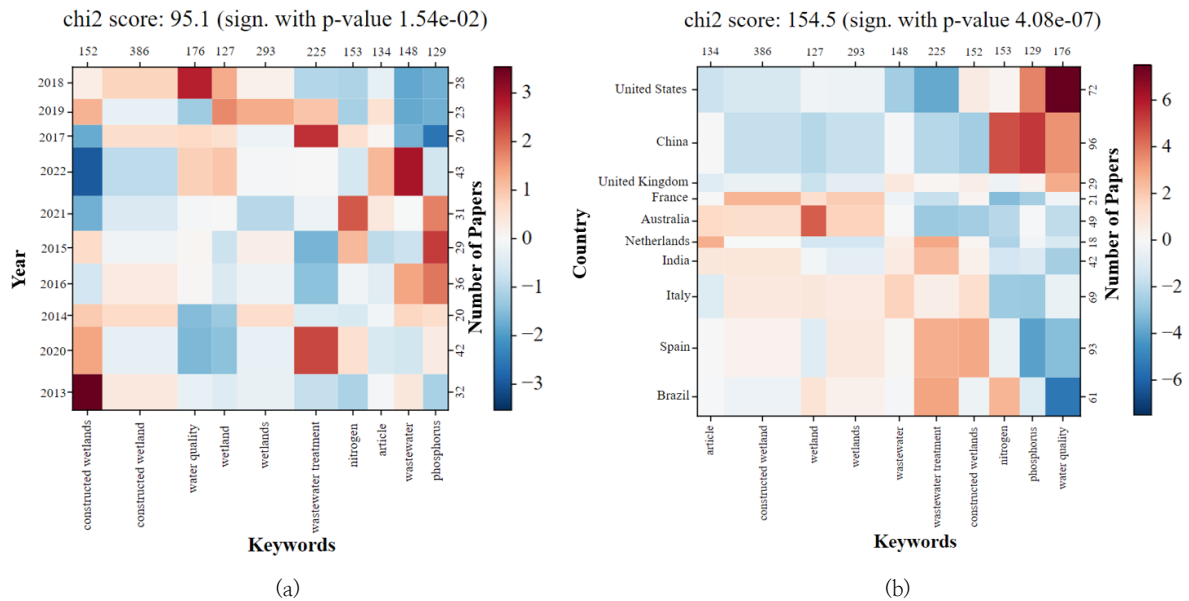 chi2 score: 95.1 (sign. with p-value 1.54e-02)
152 386 176 127 293 225 153 134 148 129
Year
2018
2019
2017
2022
2021
2015
2016
2014
2020
2013
28
23
20
43
31
29
36
20
42
32
Number of Papers
3
2
1
0
−1
−2
−3
constructed wetlands
constructed wetland
water quality
wetland
wetlands
wastewater treatment
nitrogen
article
wastewater
phosphorus
Keywords
(a)
chi2 score: 154.5 (sign. with p-value 4.08e-07)
134 386 127 293 148 225 152 153 129 176
Country
United States
China
United Kingdom
France
Australia
Netherlands
India
Italy
Spain
Brazil
72
96
29
21
49
18
42
69
93
61
Number of Papers
6
4
2
0
−2
−4
−6
article
constructed wetland
wetland
wetlands
wastewater
wastewater treatment
constructed wetlands
nitrogen
phosphorus
water quality
Keywords
(b)